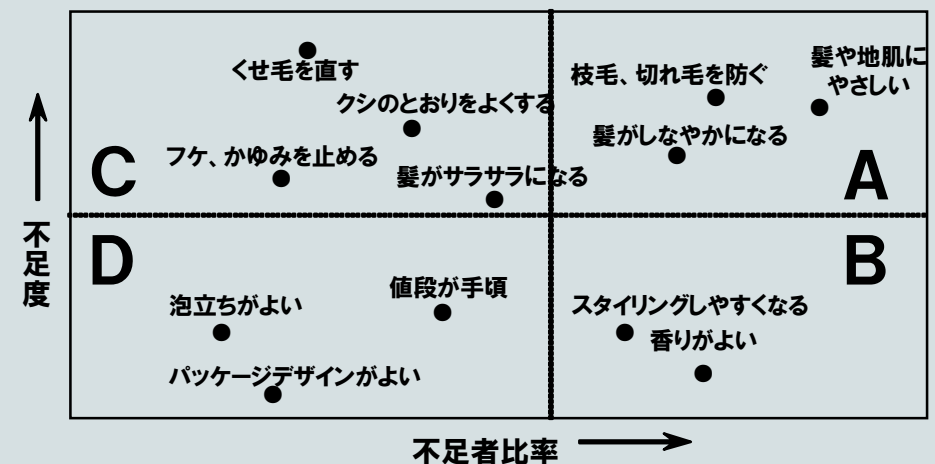 くせ毛を直す
クシのとおりをよくする
フケ、かゆみを止める
髪がサラサラになる
C
枝毛、切れ毛を防ぐ
髪や地肌に
やさしい
髪がしなやかになる
A
不足度
D
泡立ちがよい
値段が手頃
パッケージデザインがよい
B
スタイリングしやすくなる
香りがよい
不足者比率